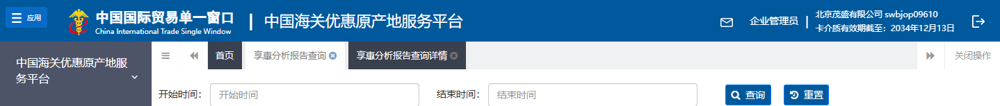 应用
中国国际贸易单一窗口
China International Trade Single Window
中国海关优惠原产地服务平台
企业管理员
北京茂盛有限公司 swbjop09610
卡介质有效期截至：2034年12月13日
中国海关优惠原产地服务平台
首页
享惠分析报告查询
享惠分析报告查询详情
关闭操作
开始时间：
开始时间
结束时间：
结束时间
查询
重置